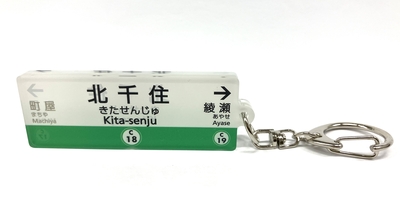 北千住
きたせんじゅ
Kita-senju
← 町屋
まちや
Machiya
→
綾瀬
あやせ
Ayase
C
18
C
19